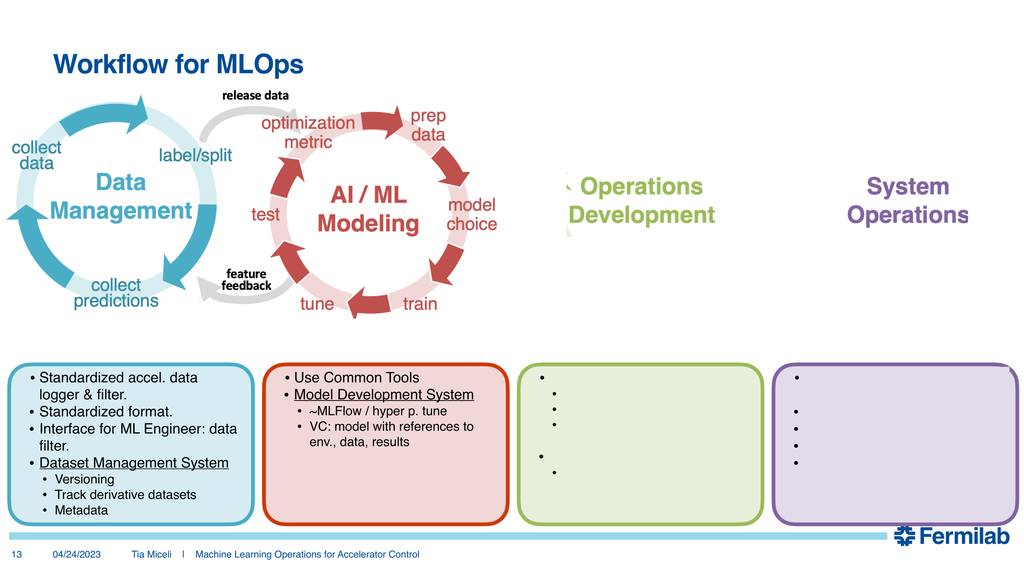 Workflow for MLOps
release data
collect
data
label/split
Data
Management
collect
predictions
feature
feedback
optimization
metric
prep
data
model
choice
train
tune
test
AI / ML
Modeling
Operations
Development
System
Operations
• Standardized accel. data
logger & filter.
• Standardized format.
• Interface for ML Engineer: data
filter.
• Dataset Management System
• Versioning
• Track derivative datasets
• Metadata
• Use Common Tools
• Model Development System
• ~MLFlow / hyper p. tune
• VC: model with references to
env., data, results
13 04/24/2023 Tia Miceli | Machine Learning Operations for Accelerator Control
Fermilab